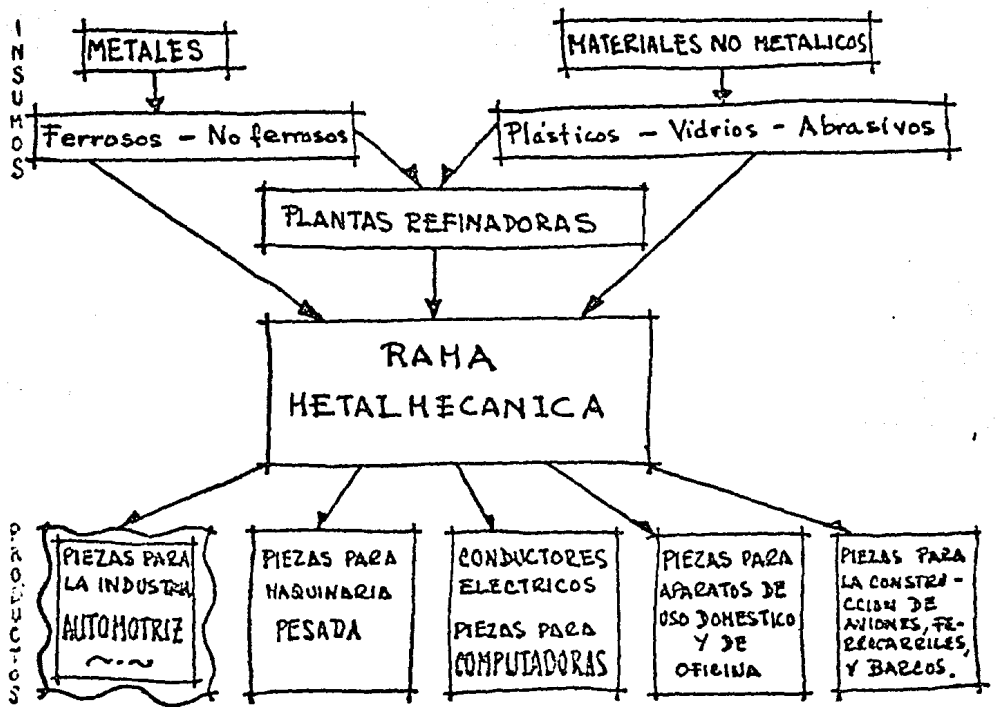 INSUMOS
METALES
MATERIALES NO METALICOS
Ferrosos - No ferrosos
Plásticos - Vidrios - Abrasivos
PLANTAS REFINADORAS
RAMA
METALMECANICA
PRODUCTOS
PIEZAS PARA
LA INDUSTRIA
AUTOMOTRIZ
PIEZAS PARA
MAQUINARIA
PESADA
CONDUCTORES
ELECTRICOS
PIEZAS PARA
COMPUTADORAS
PIEZAS PARA
APARATOS DE
USO DOMESTICO
Y DE
OFICINA
PIEZAS PARA
LA CONSTRU-
CCION DE
AVIONES, FE-
RROCARRILES,
Y BARCOS.